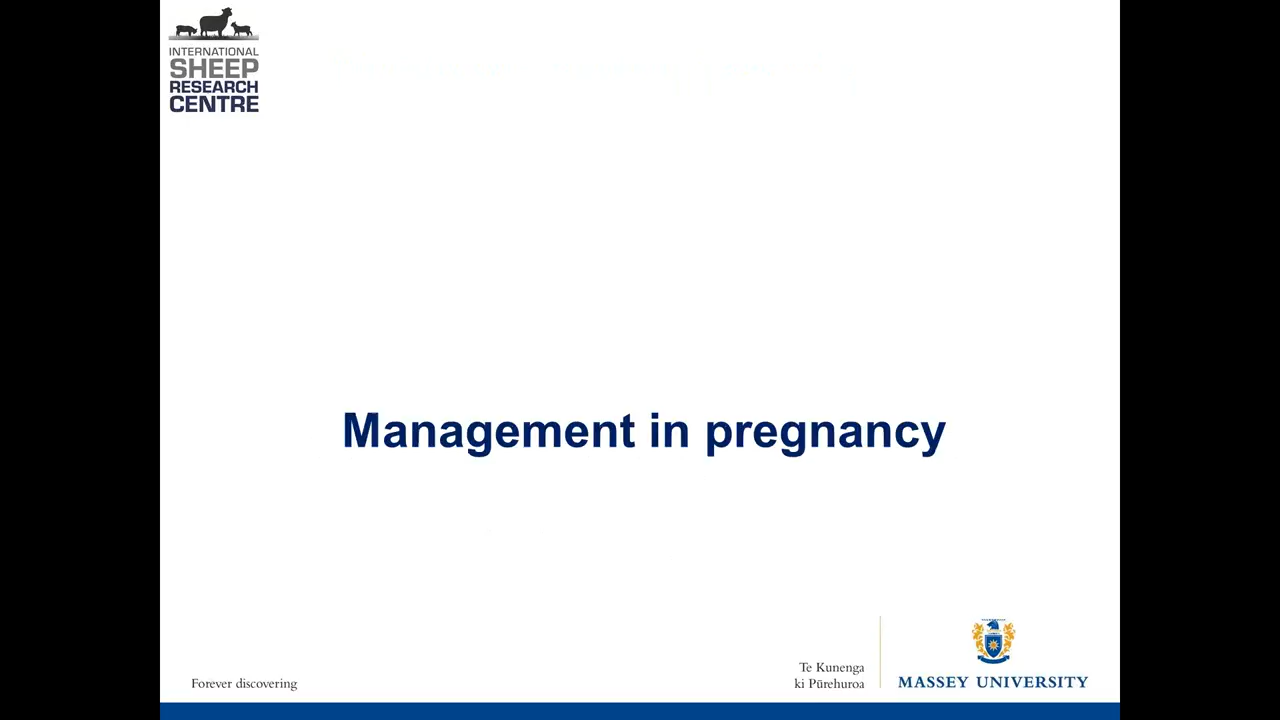 INTERNATIONAL
SHEEP
RESEARCH
CENTRE
Management in pregnancy
Forever discovering
Te Kunenga
ki Pūrehuroa
MASSEY UNIVERSITY